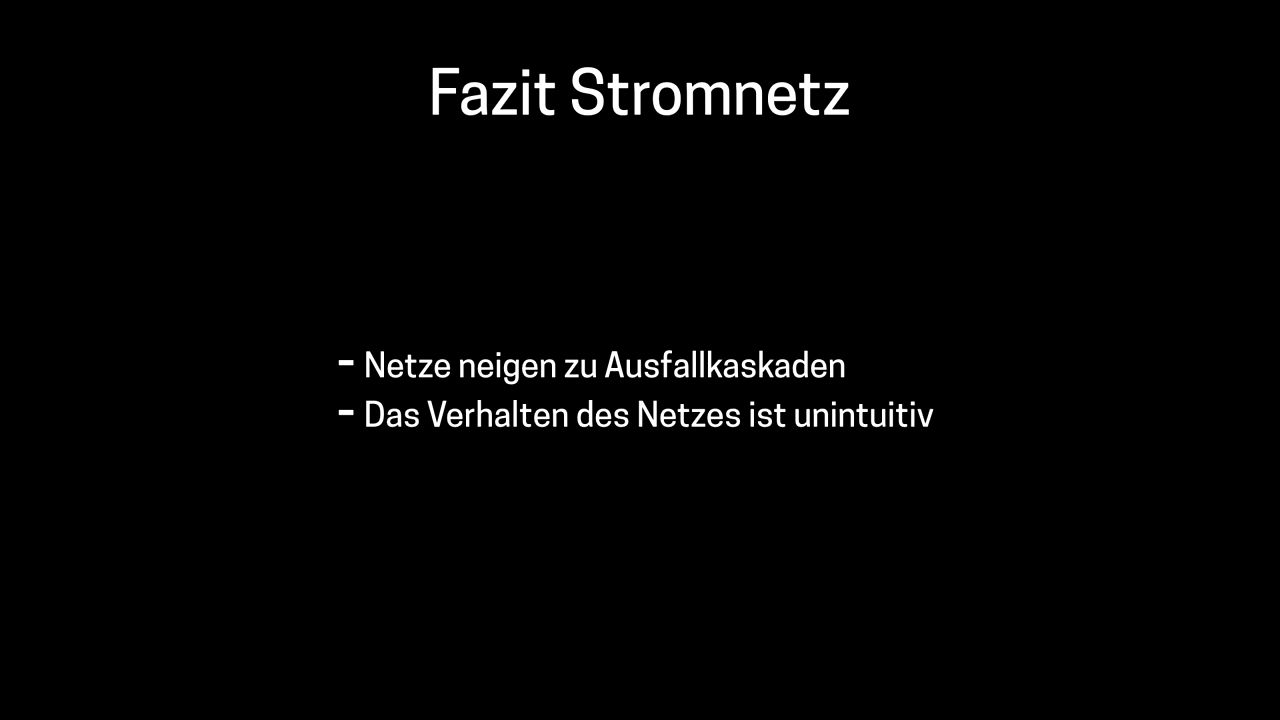 Fazit Stromnetz
- Netze neigen zu Ausfallkaskaden
- Das Verhalten des Netzes ist unintuitiv